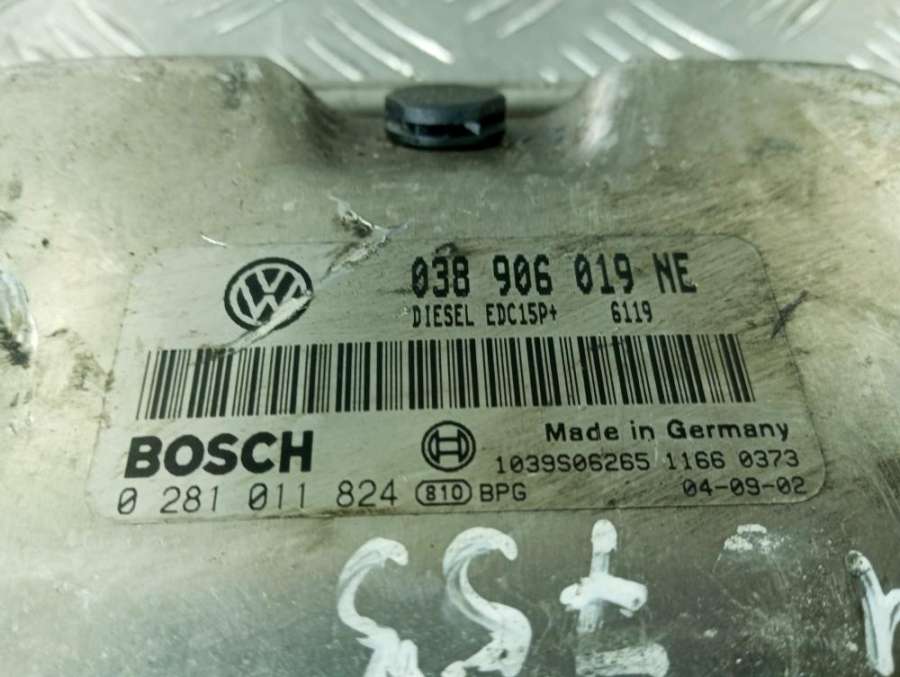 038 906 019 NE
DIESEL EDC15P+ 6119
BOSCH
Made in Germany
1039S06265 1166 0373
0 281 011 824 810 BPG
04-09-02